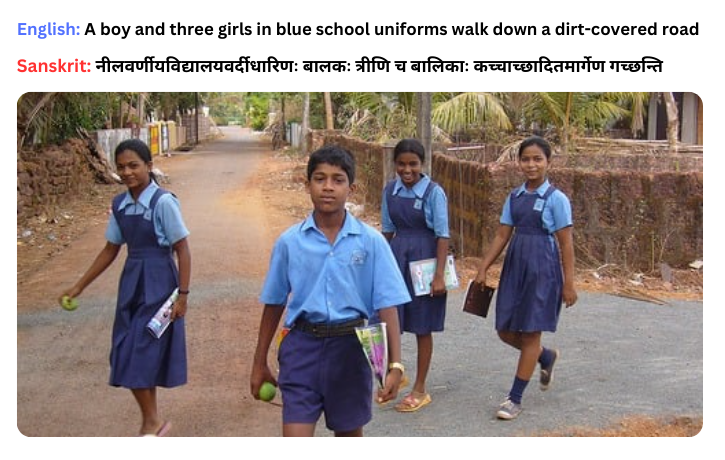 English: A boy and three girls in blue school uniforms walk down a dirt-covered road
Sanskrit: नीलवर्णीयविद्यालयवर्दीधारिणः बालकः त्रीणि च बालिकाः कच्चाच्छादितमार्गेण गच्छन्ति